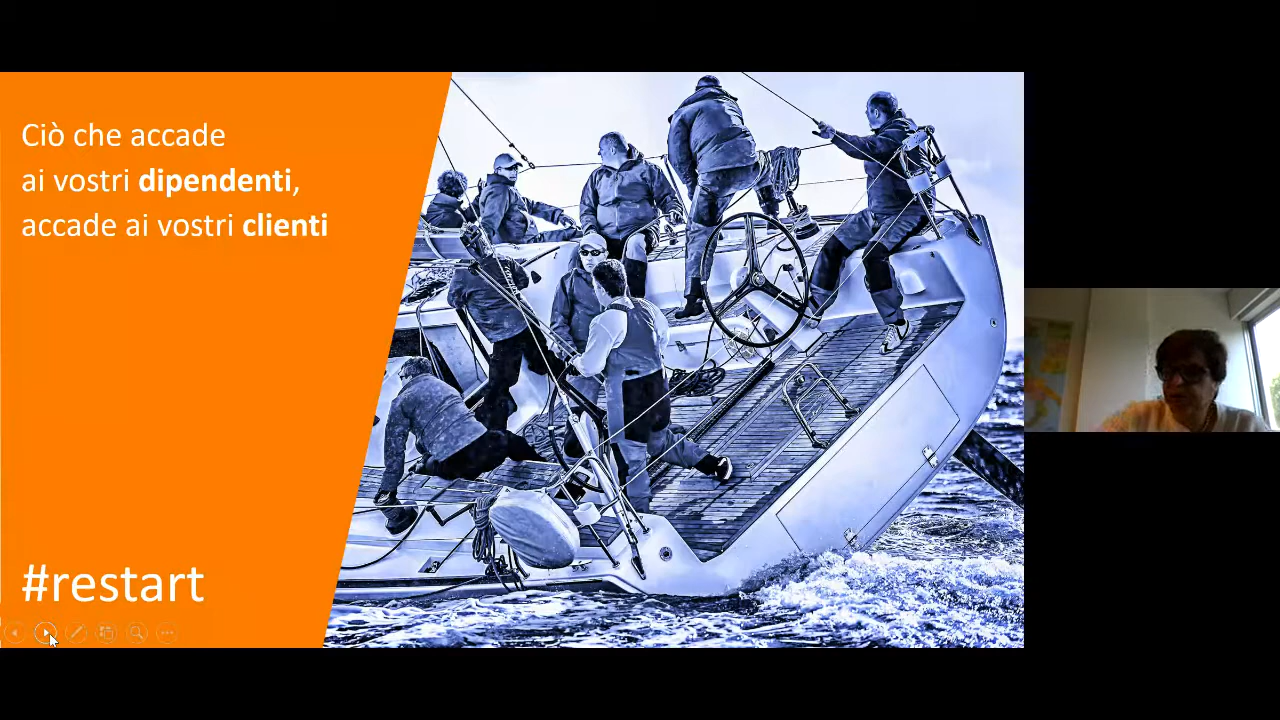 Ciò che accade
ai vostri dipendenti,
accade ai vostri clienti
#restart